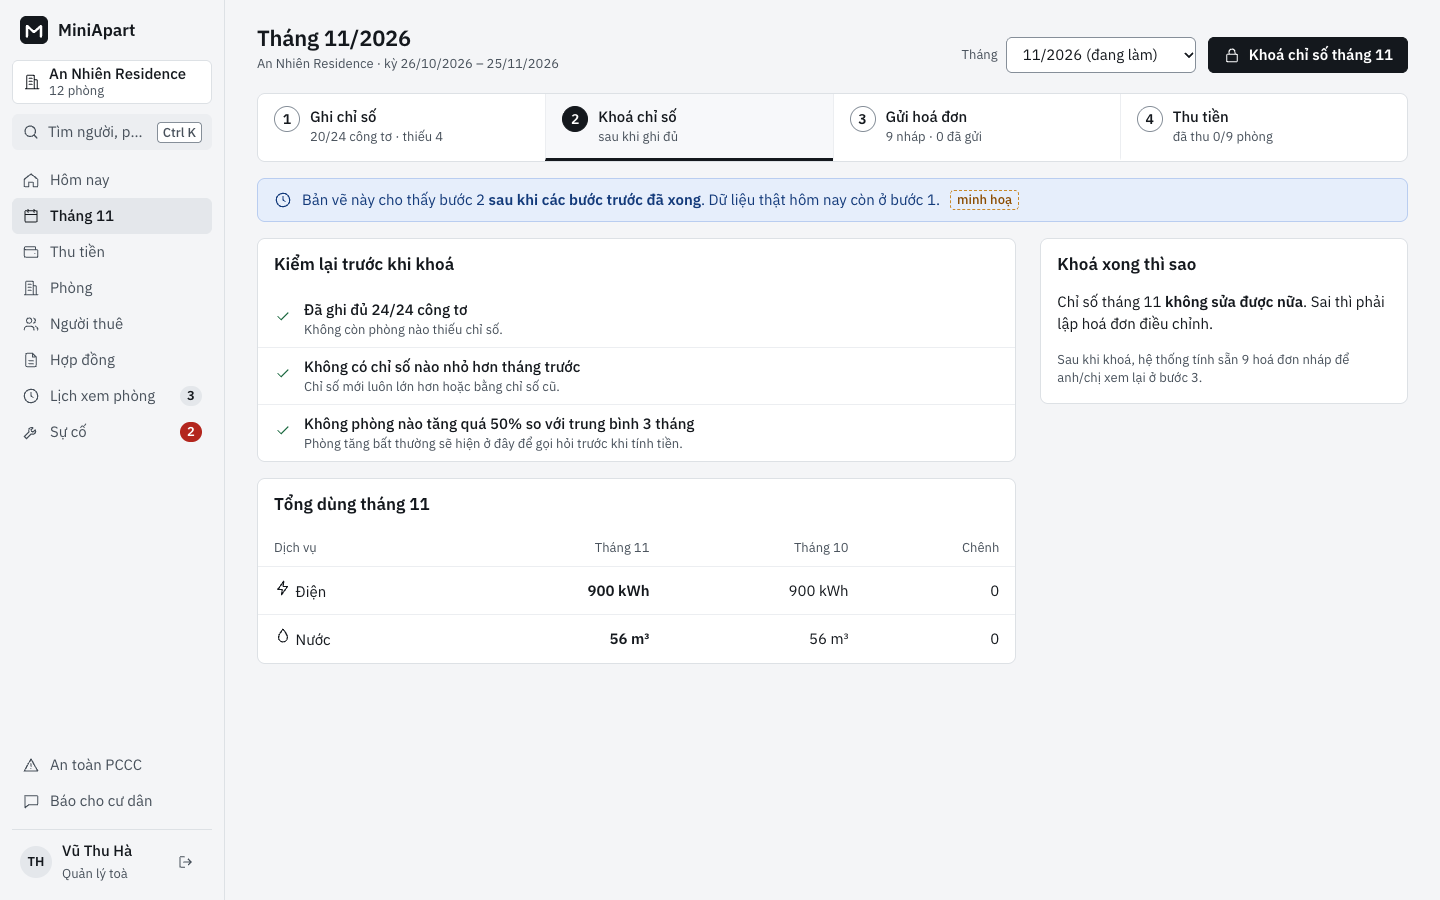 MiniApart
An Nhiên Residence
12 phòng
Tìm người, p... Ctrl K
Hôm nay
Tháng 11
Thu tiền
Phòng
Người thuê
Hợp đồng
Lịch xem phòng 3
Sự cố 2
An toàn PCCC
Báo cho cư dân
TH Vũ Thu Hà
Quản lý toà
Tháng 11/2026
An Nhiên Residence · kỳ 26/10/2026 – 25/11/2026
Tháng 11/2026 (đang làm) Khoá chỉ số tháng 11
1 Ghi chỉ số
20/24 công tơ · thiếu 4
2 Khoá chỉ số
sau khi ghi đủ
3 Gửi hoá đơn
9 nháp · 0 đã gửi
4 Thu tiền
đã thu 0/9 phòng
Bản vẽ này cho thấy bước 2 sau khi các bước trước đã xong. Dữ liệu thật hôm nay còn ở bước 1. minh hoạ
Kiểm lại trước khi khoá
Đã ghi đủ 24/24 công tơ
Không còn phòng nào thiếu chỉ số.
Không có chỉ số nào nhỏ hơn tháng trước
Chỉ số mới luôn lớn hơn hoặc bằng chỉ số cũ.
Không phòng nào tăng quá 50% so với trung bình 3 tháng
Phòng tăng bất thường sẽ hiện ở đây để gọi hỏi trước khi tính tiền.
Khoá xong thì sao
Chỉ số tháng 11 không sửa được nữa. Sai thì phải
lập hoá đơn điều chỉnh.
Sau khi khoá, hệ thống tính sẵn 9 hoá đơn nháp để
anh/chị xem lại ở bước 3.
Tổng dùng tháng 11
Dịch vụ Tháng 11 Tháng 10 Chênh
Điện 900 kWh 900 kWh 0
Nước 56 m³ 56 m³ 0